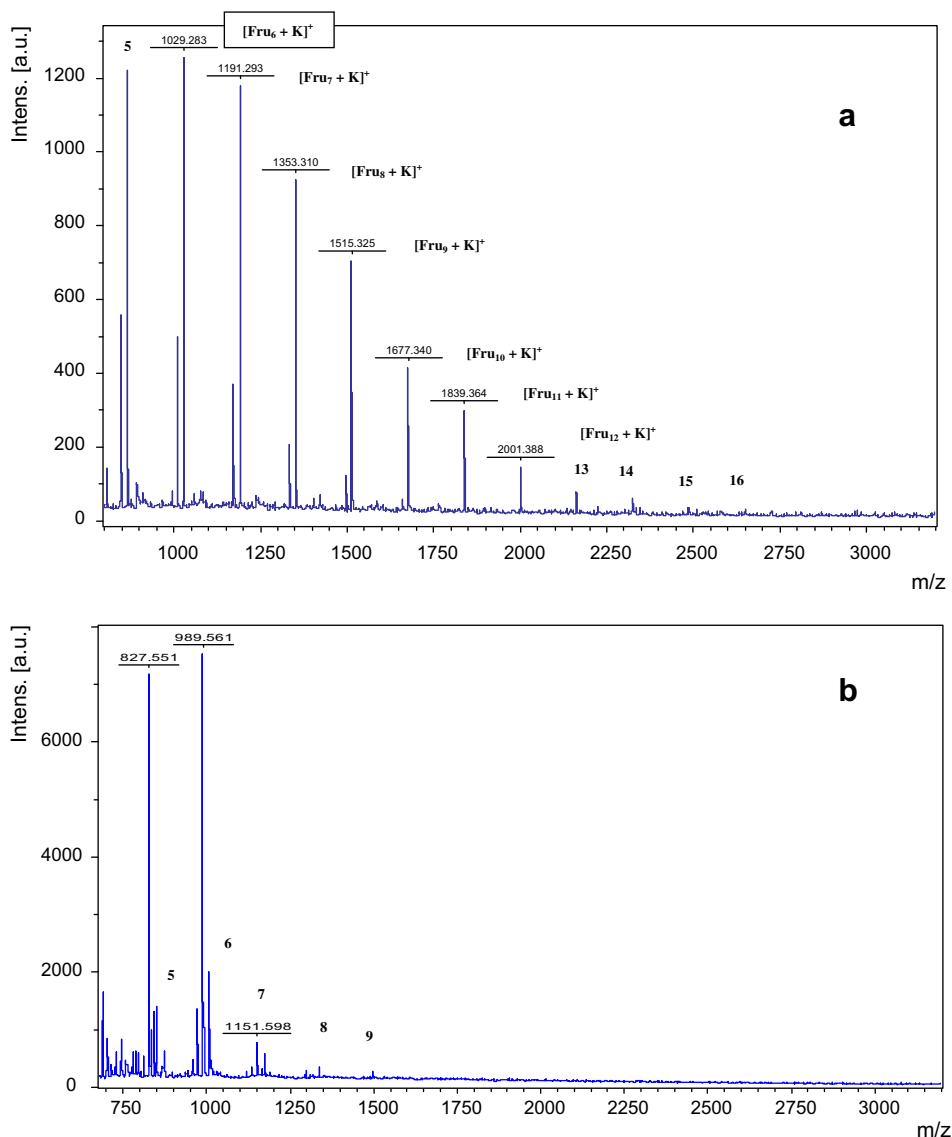 [Fru₆ + K]⁺
5
1029.283
1191.293
[Fru₇ + K]⁺
1353.310
[Fru₈ + K]⁺
1515.325
[Fru₉ + K]⁺
1677.340
[Fru₁₀ + K]⁺
1839.364
[Fru₁₁ + K]⁺
2001.388
[Fru₁₂ + K]⁺
13
14
15
16
a
Intens. [a.u.]
1200
1000
800
600
400
200
0
1000 1250 1500 1750 2000 2250 2500 2750 3000
m/z
989.561
827.551
b
6
5
7
1151.598
8
9
Intens. [a.u.]
6000
4000
2000
0
750 1000 1250 1500 1750 2000 2250 2500 2750 3000
m/z